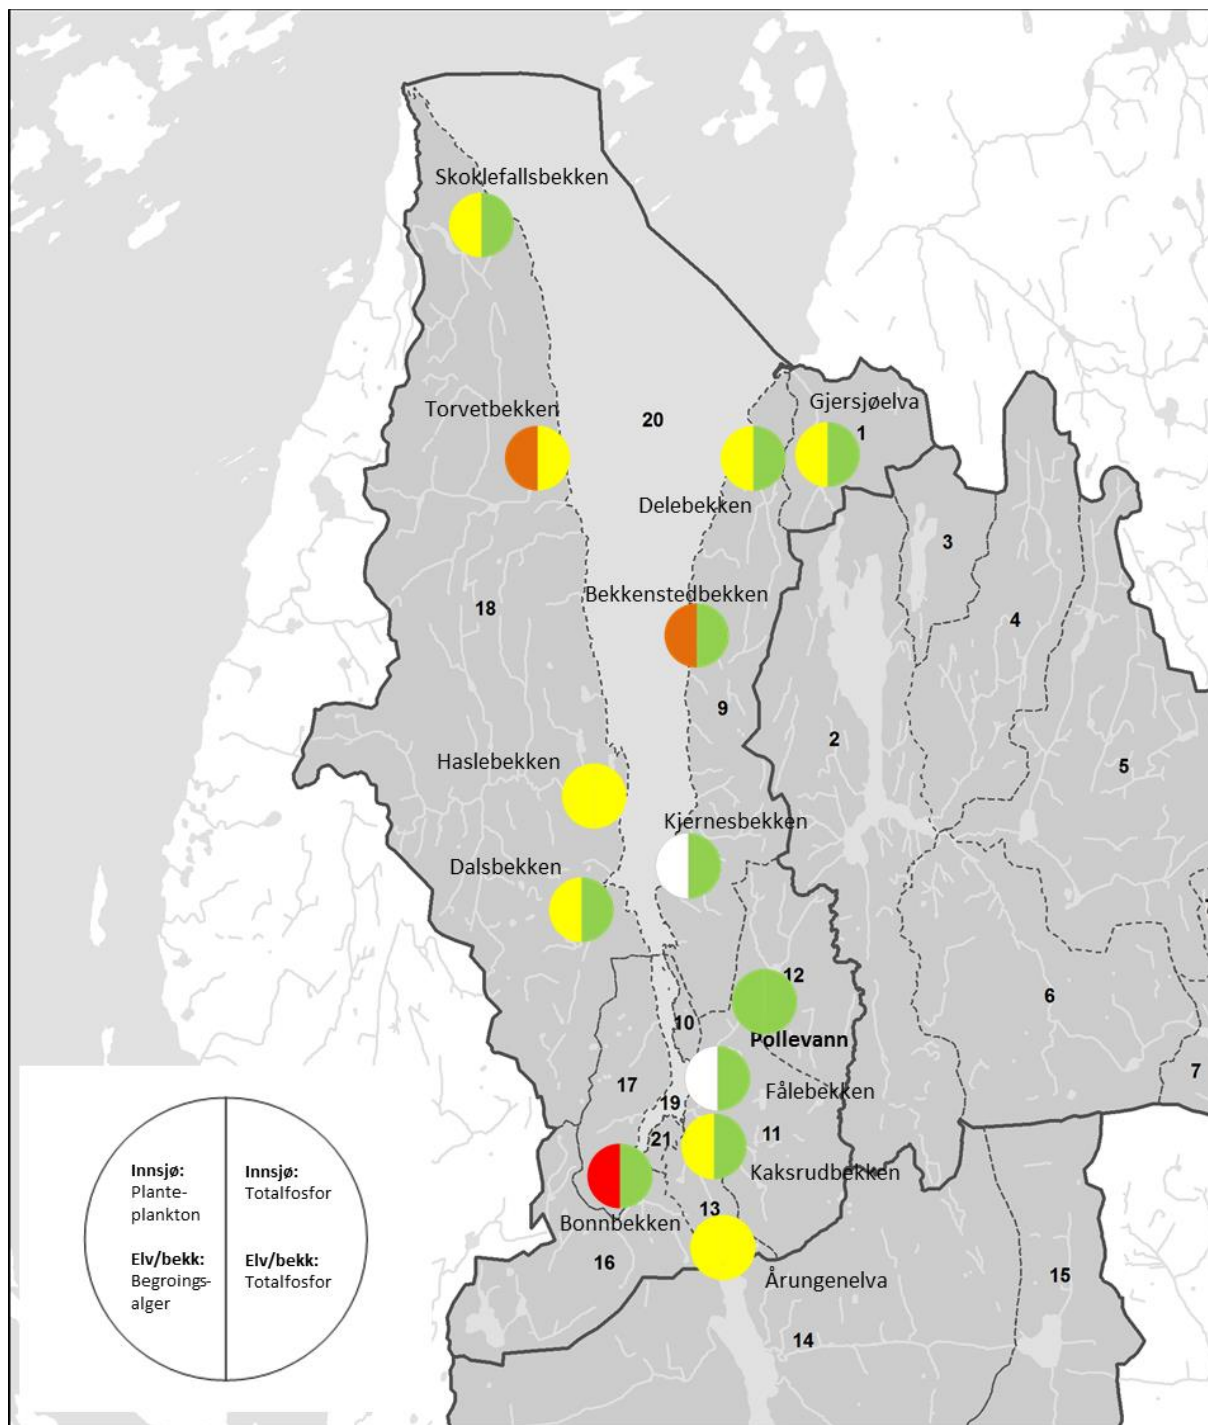 Skoklefallsbekken
Torvetbekken
20
Gjersjøelva
1
Delebekken
3
Bekkenstedbekken
18
4
9
2
Haslebekken
5
Kjernesbekken
Dalsbekken
12
6
10
Pollevann
17
7
Fålebekken
19
11
21
Kaksrudbekken
13
Bonnbekken
16
Årungenelva
15
14
Innsjø:
Plante-
plankton
Elv/bekk:
Begroings-
alger
Innsjø:
Totalfosfor
Elv/bekk:
Totalfosfor